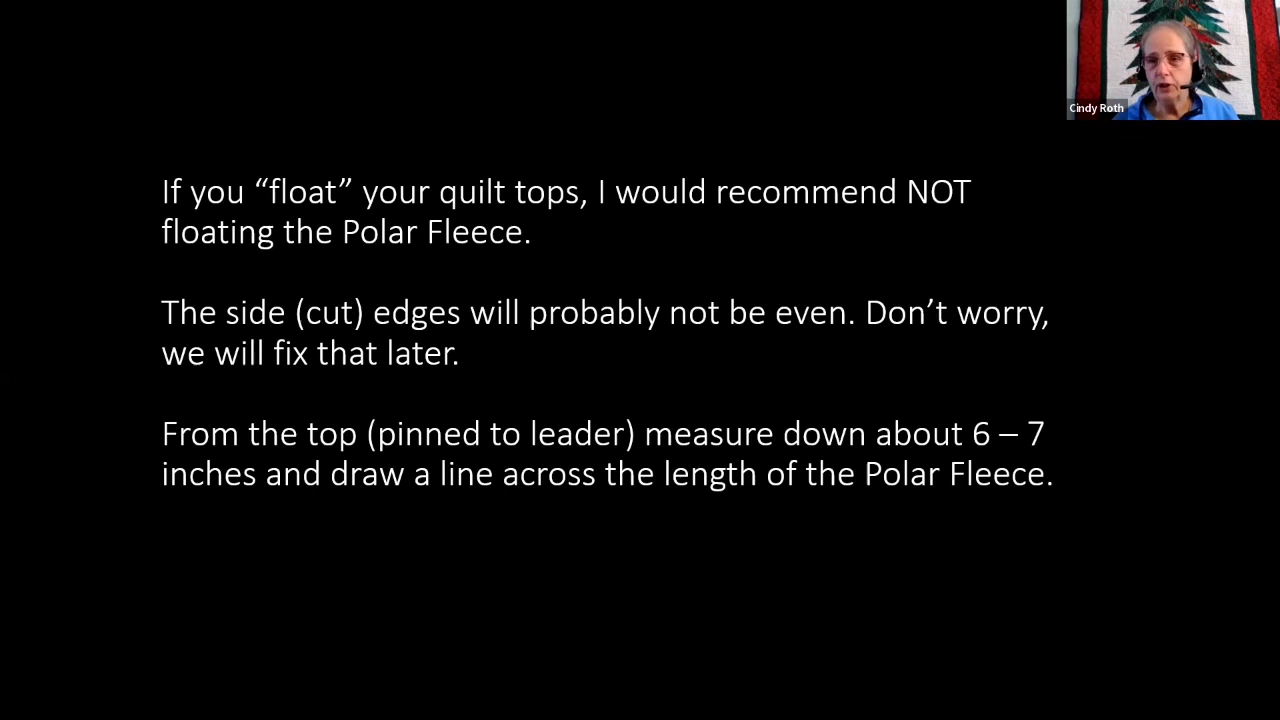 Cindy Roth
If you “float” your quilt tops, I would recommend NOT
floating the Polar Fleece.
The side (cut) edges will probably not be even. Don’t worry,
we will fix that later.
From the top (pinned to leader) measure down about 6 – 7
inches and draw a line across the length of the Polar Fleece.